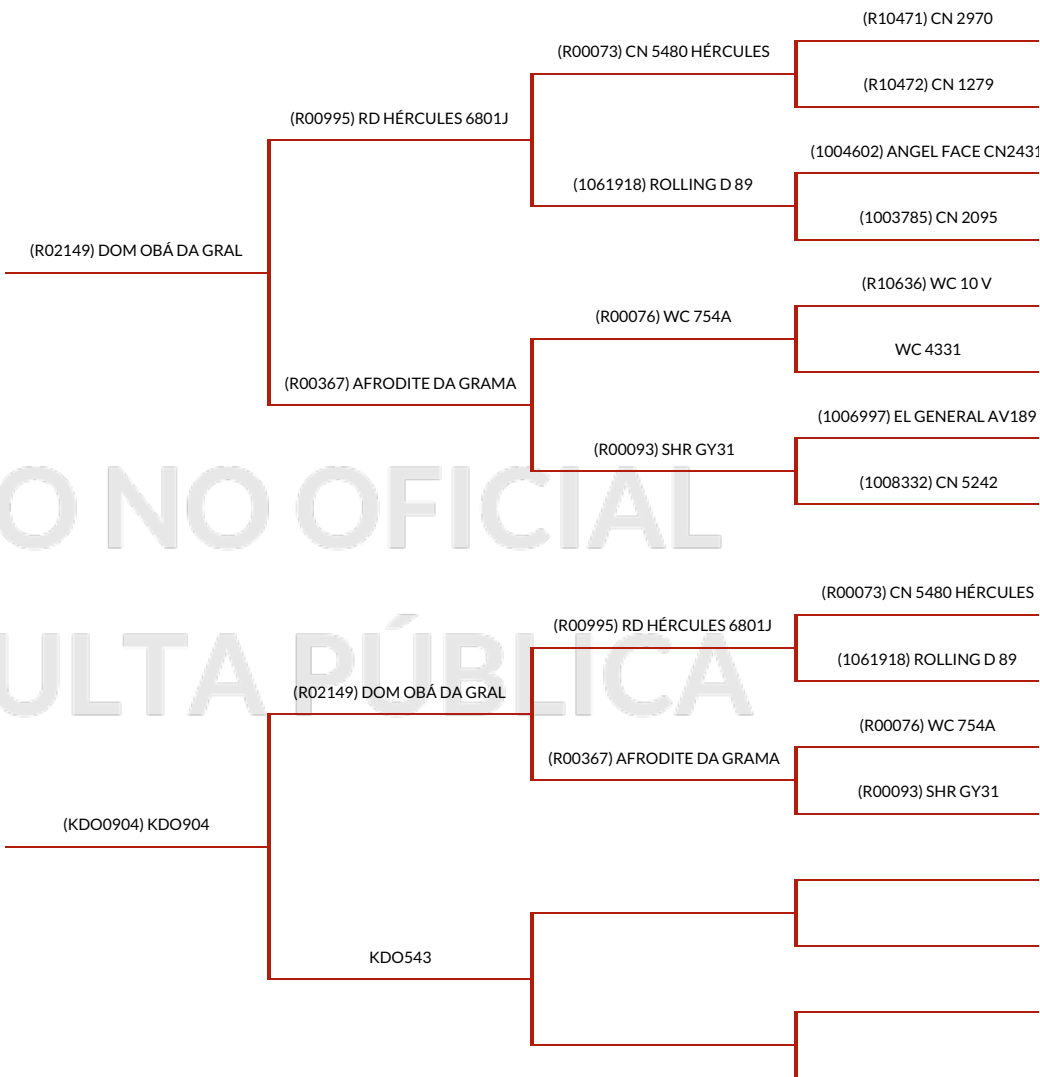 (R10471) CN 2970
(R00073) CN 5480 HÉRCULES
(R10472) CN 1279
(R00995) RD HÉRCULES 6801J
(1004602) ANGEL FACE CN2431
(1061918) ROLLING D 89
(1003785) CN 2095
(R02149) DOM OBÁ DA GRAL
(R10636) WC 10 V
(R00076) WC 754A
WC 4331
(R00367) AFRODITE DA GRAMA
(1006997) EL GENERAL AV189
(R00093) SHR GY31
(1008332) CN 5242
O NO OFICIAL
(R00073) CN 5480 HÉRCULES
(R00995) RD HÉRCULES 6801J
(1061918) ROLLING D 89
ULTA PÚBLICA
(R02149) DOM OBÁ DA GRAL
(R00076) WC 754A
(R00367) AFRODITE DA GRAMA
(R00093) SHR GY31
(KDO0904) KDO904
KDO543